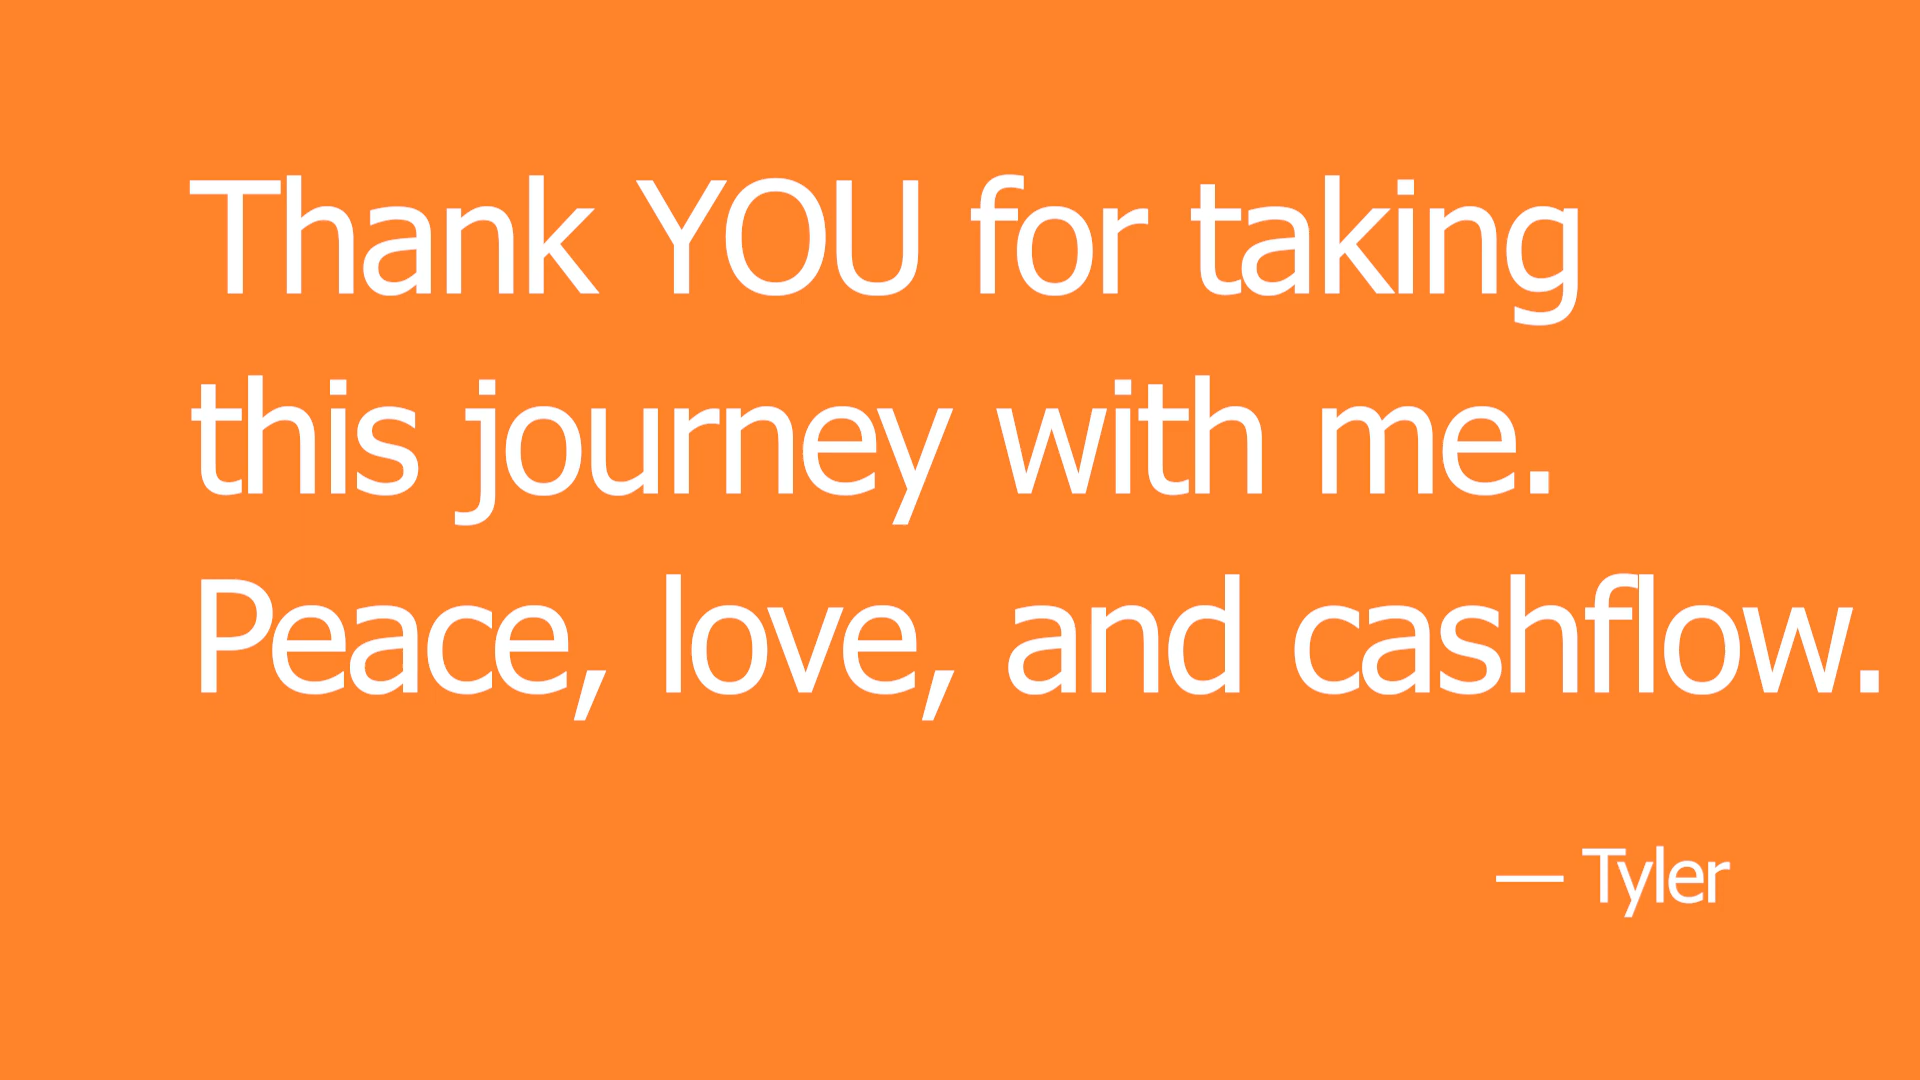 Thank YOU for taking
this journey with me.
Peace, love, and cashflow.
— Tyler